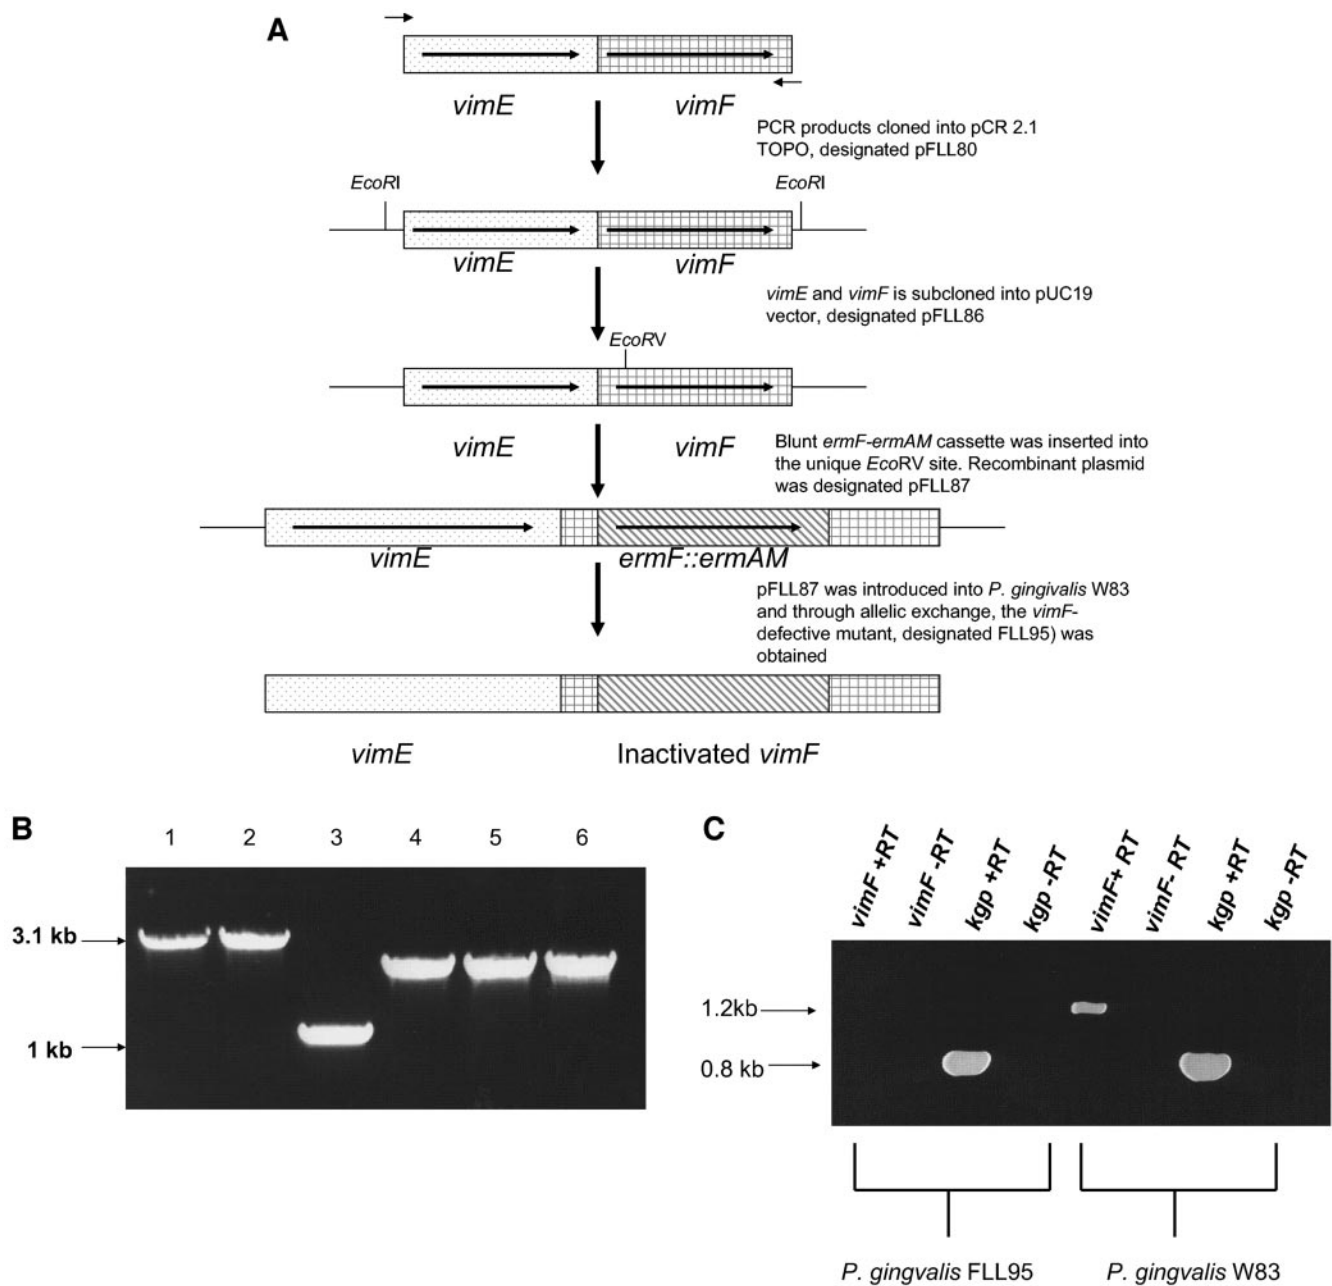 A
vimE vimF
PCR products cloned into pCR 2.1
TOPO, designated pFLL80
EcoRI EcoRI
vimE vimF
vimE and vimF is subcloned into pUC19
vector, designated pFLL86
EcoRV
vimE vimF
Blunt ermF-ermAM cassette was inserted into
the unique EcoRV site. Recombinant plasmid
was designated pFLL87
vimE ermF::ermAM
pFLL87 was introduced into P. gingivalis W83
and through allelic exchange, the vimF-
defective mutant, designated FLL95) was
obtained
vimE Inactivated vimF
B
1 2 3 4 5 6
3.1 kb
1 kb
C
vimF +RT
vimF -RT
kgp +RT
kgp -RT
vimF+ RT
vimF- RT
kgp +RT
kgp -RT
1.2kb
0.8 kb
P. gingvalis FLL95 P. gingvalis W83